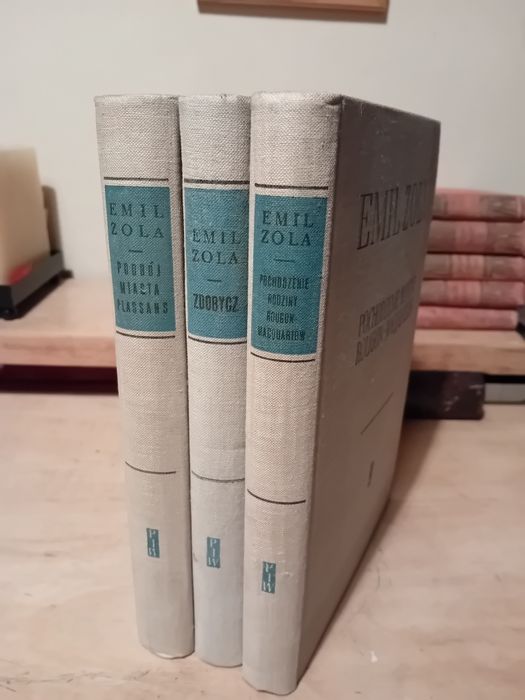 EMIL
ZOLA
PODBÓJ
MIASTA
PLASSANS
PIW
EMIL
ZOLA
ZDOBYCZ
PIW
EMIL
ZOLA
POCHODZENIE
RODZINY
ROUGON-
MACQUARTÓW
PIW
EMIL ZOLA